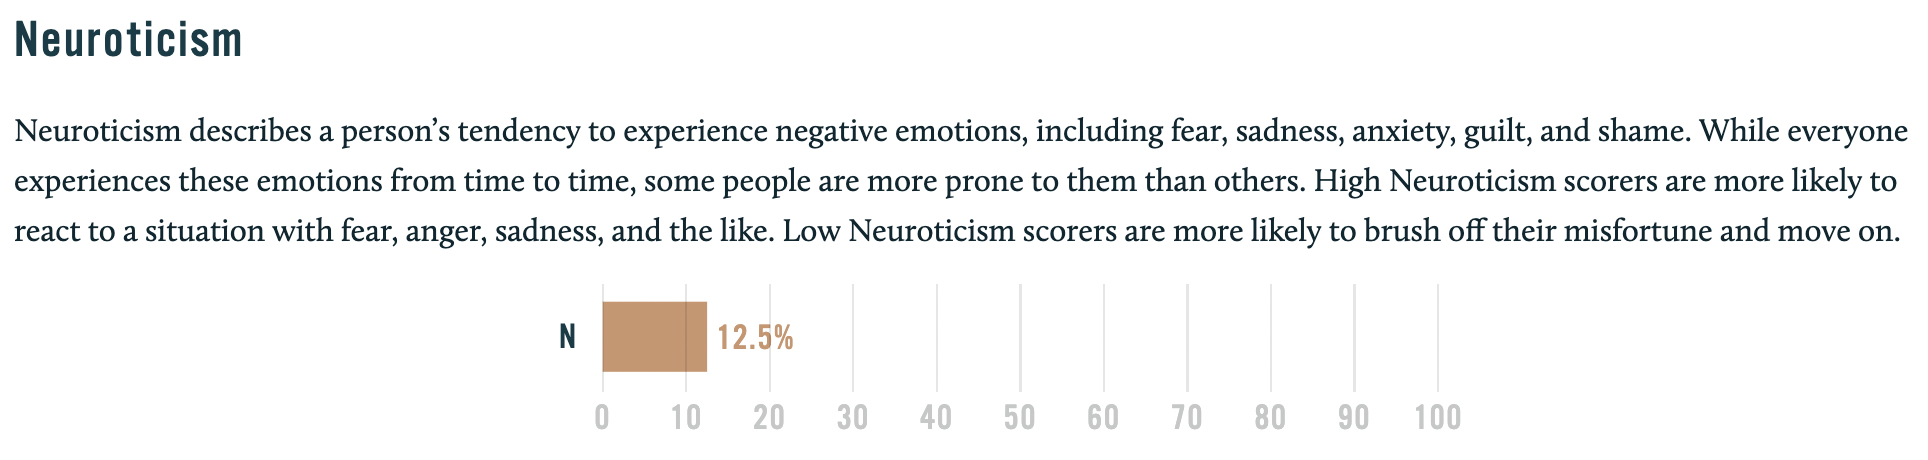 Neuroticism
Neuroticism describes a person’s tendency to experience negative emotions, including fear, sadness, anxiety, guilt, and shame. While everyone
experiences these emotions from time to time, some people are more prone to them than others. High Neuroticism scorers are more likely to
react to a situation with fear, anger, sadness, and the like. Low Neuroticism scorers are more likely to brush off their misfortune and move on.
N 12.5%
0 10 20 30 40 50 60 70 80 90 100